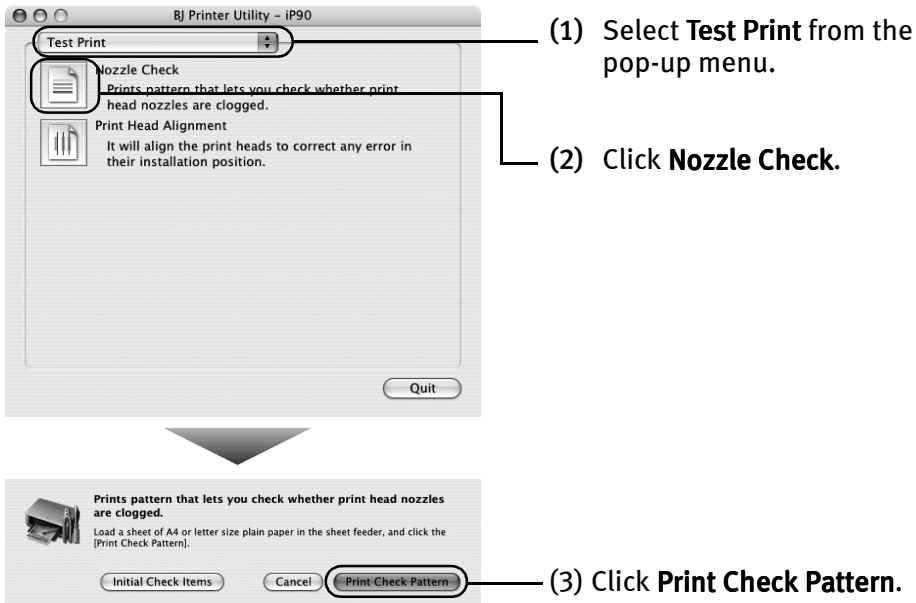 BJ Printer Utility – iP90
(1) Select Test Print from the
pop-up menu.
Test Print
Nozzle Check
Prints pattern that lets you check whether print
head nozzles are clogged.
Print Head Alignment
It will align the print heads to correct any error in
their installation position.
(2) Click Nozzle Check.
Quit
Prints pattern that lets you check whether print head nozzles
are clogged.
Load a sheet of A4 or letter size plain paper in the sheet feeder, and click the
[Print Check Pattern].
Initial Check Items
Cancel
Print Check Pattern
(3) Click Print Check Pattern.